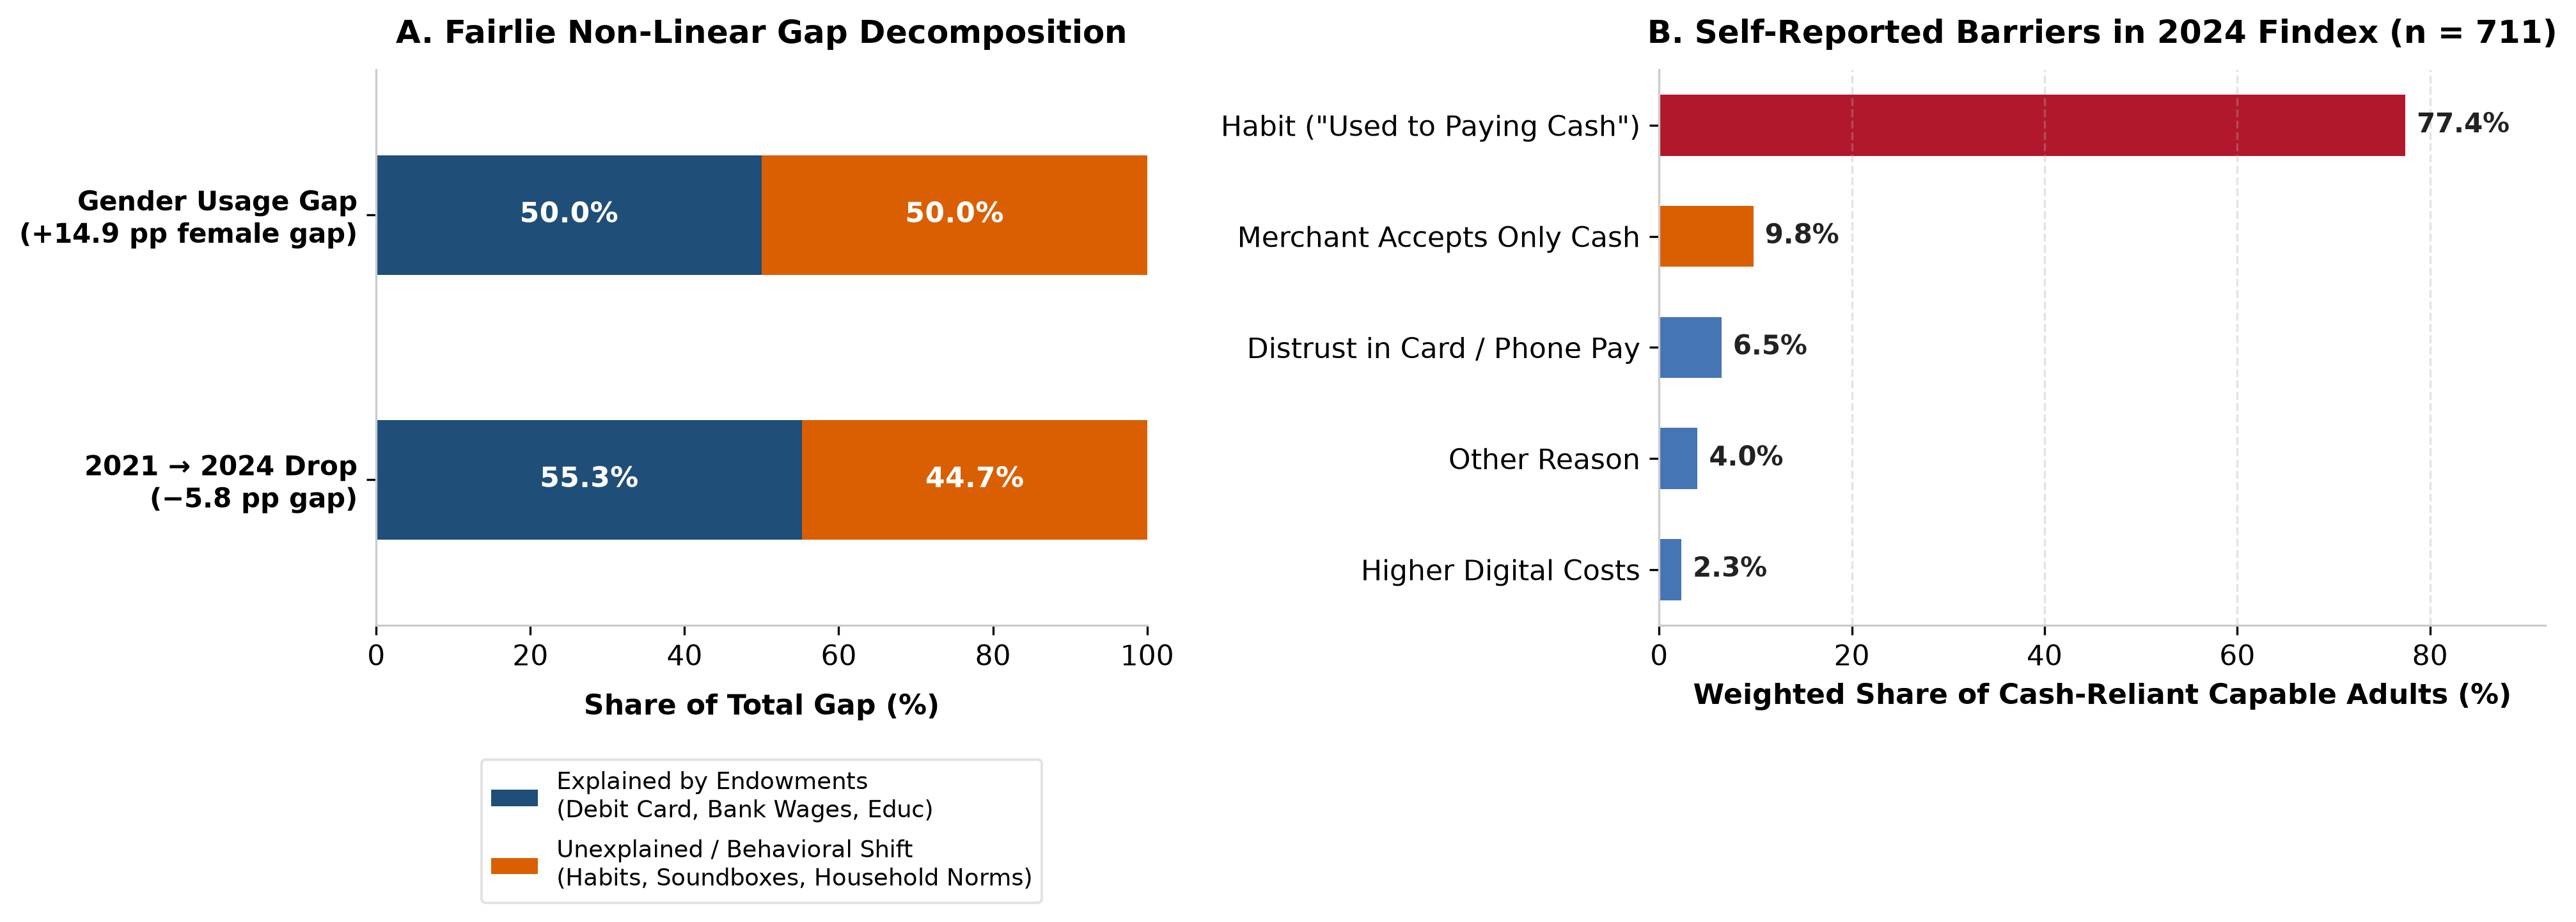 A. Fairlie Non-Linear Gap Decomposition
Gender Usage Gap
(+14.9 pp female gap)
50.0%
50.0%
2021 → 2024 Drop
(−5.8 pp gap)
55.3%
44.7%
0
20
40
60
80
100
Share of Total Gap (%)
Explained by Endowments
(Debit Card, Bank Wages, Educ)
Unexplained / Behavioral Shift
(Habits, Soundboxes, Household Norms)
B. Self-Reported Barriers in 2024 Findex (n = 711)
Habit ("Used to Paying Cash")
77.4%
Merchant Accepts Only Cash
9.8%
Distrust in Card / Phone Pay
6.5%
Other Reason
4.0%
Higher Digital Costs
2.3%
0
20
40
60
80
Weighted Share of Cash-Reliant Capable Adults (%)